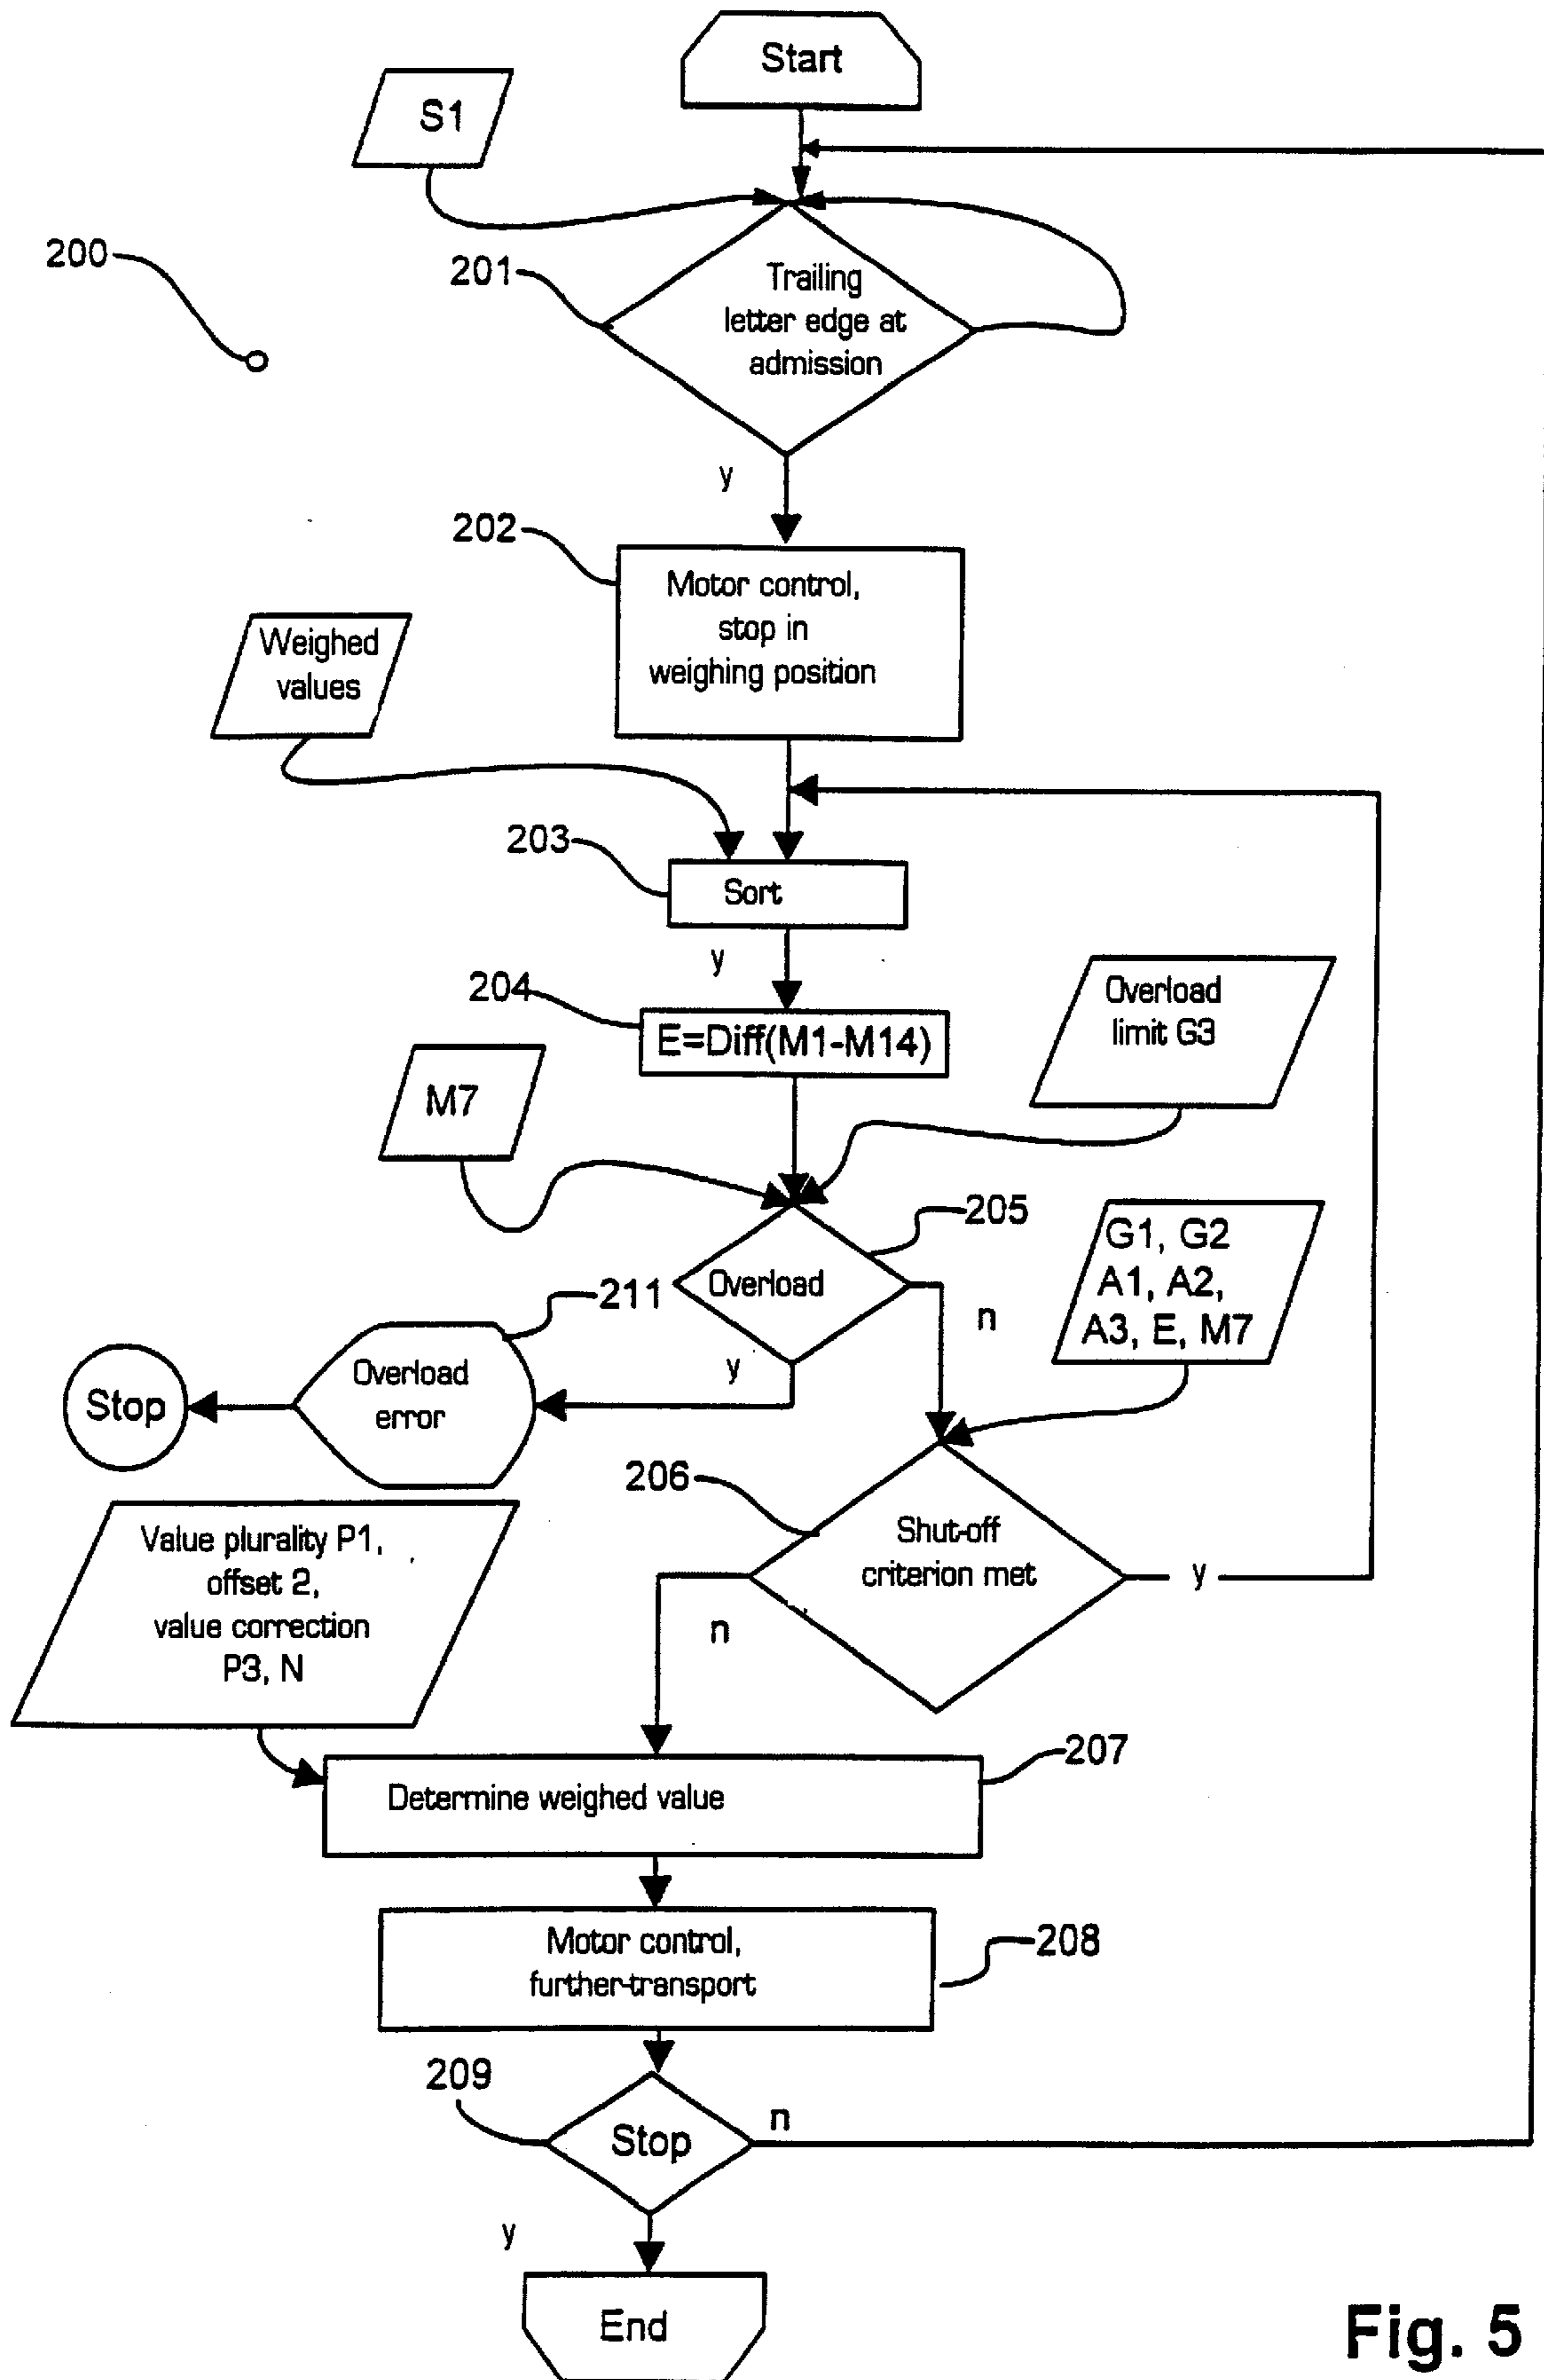 Start
S1
200
201
Trailing
letter edge at
admission
y
202
Motor control,
stop in
weighing position
Weighed
values
203
Sort
y
204
E=Diff(M1-M14)
Overload
limit G3
M7
205
G1, G2
A1, A2,
A3, E, M7
Overload
n
211
y
Overload
error
Stop
206
Shut-off
criterion met
y
n
Value plurality P1,
offset 2,
value correction
P3, N
207
Determine weighed value
Motor control,
further-transport
208
209
Stop
n
y
End
Fig. 5